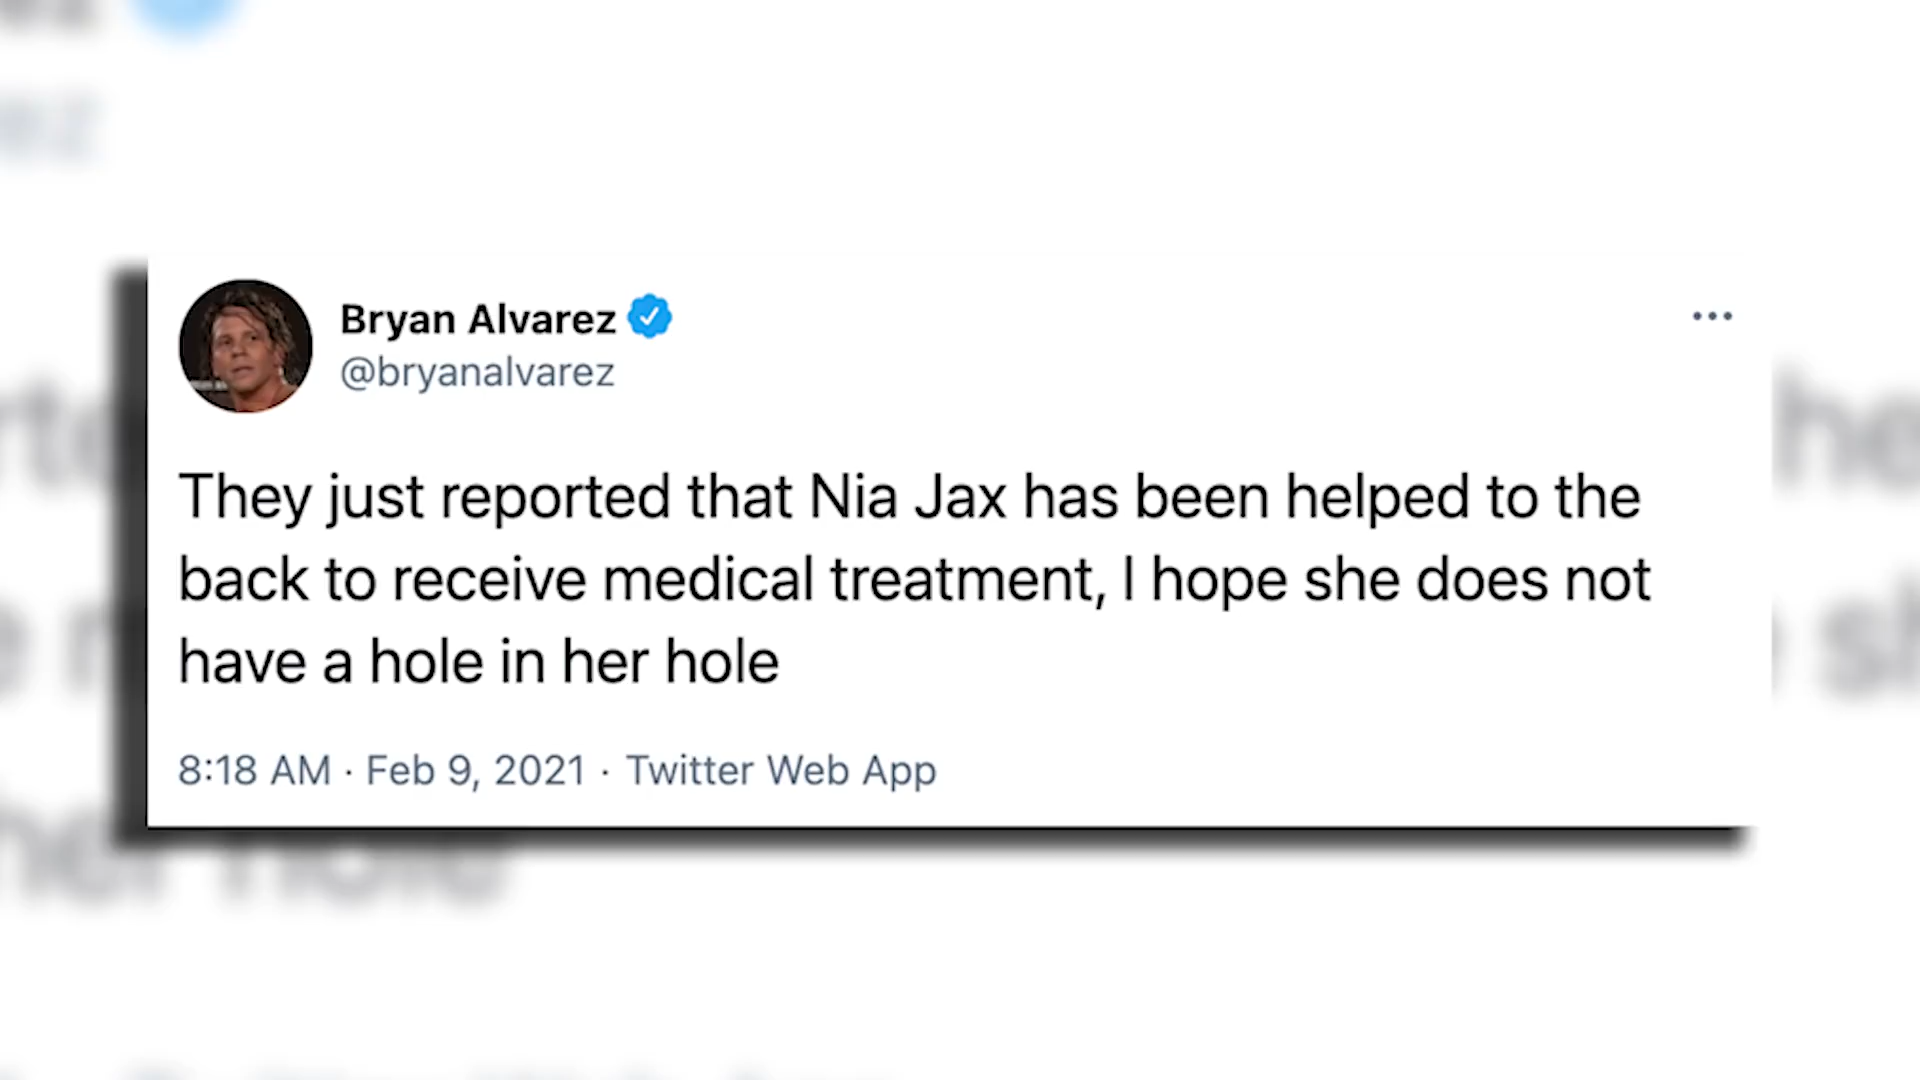 Bryan Alvarez
@bryanalvarez
They just reported that Nia Jax has been helped to the
back to receive medical treatment, I hope she does not
have a hole in her hole
8:18 AM · Feb 9, 2021 · Twitter Web App